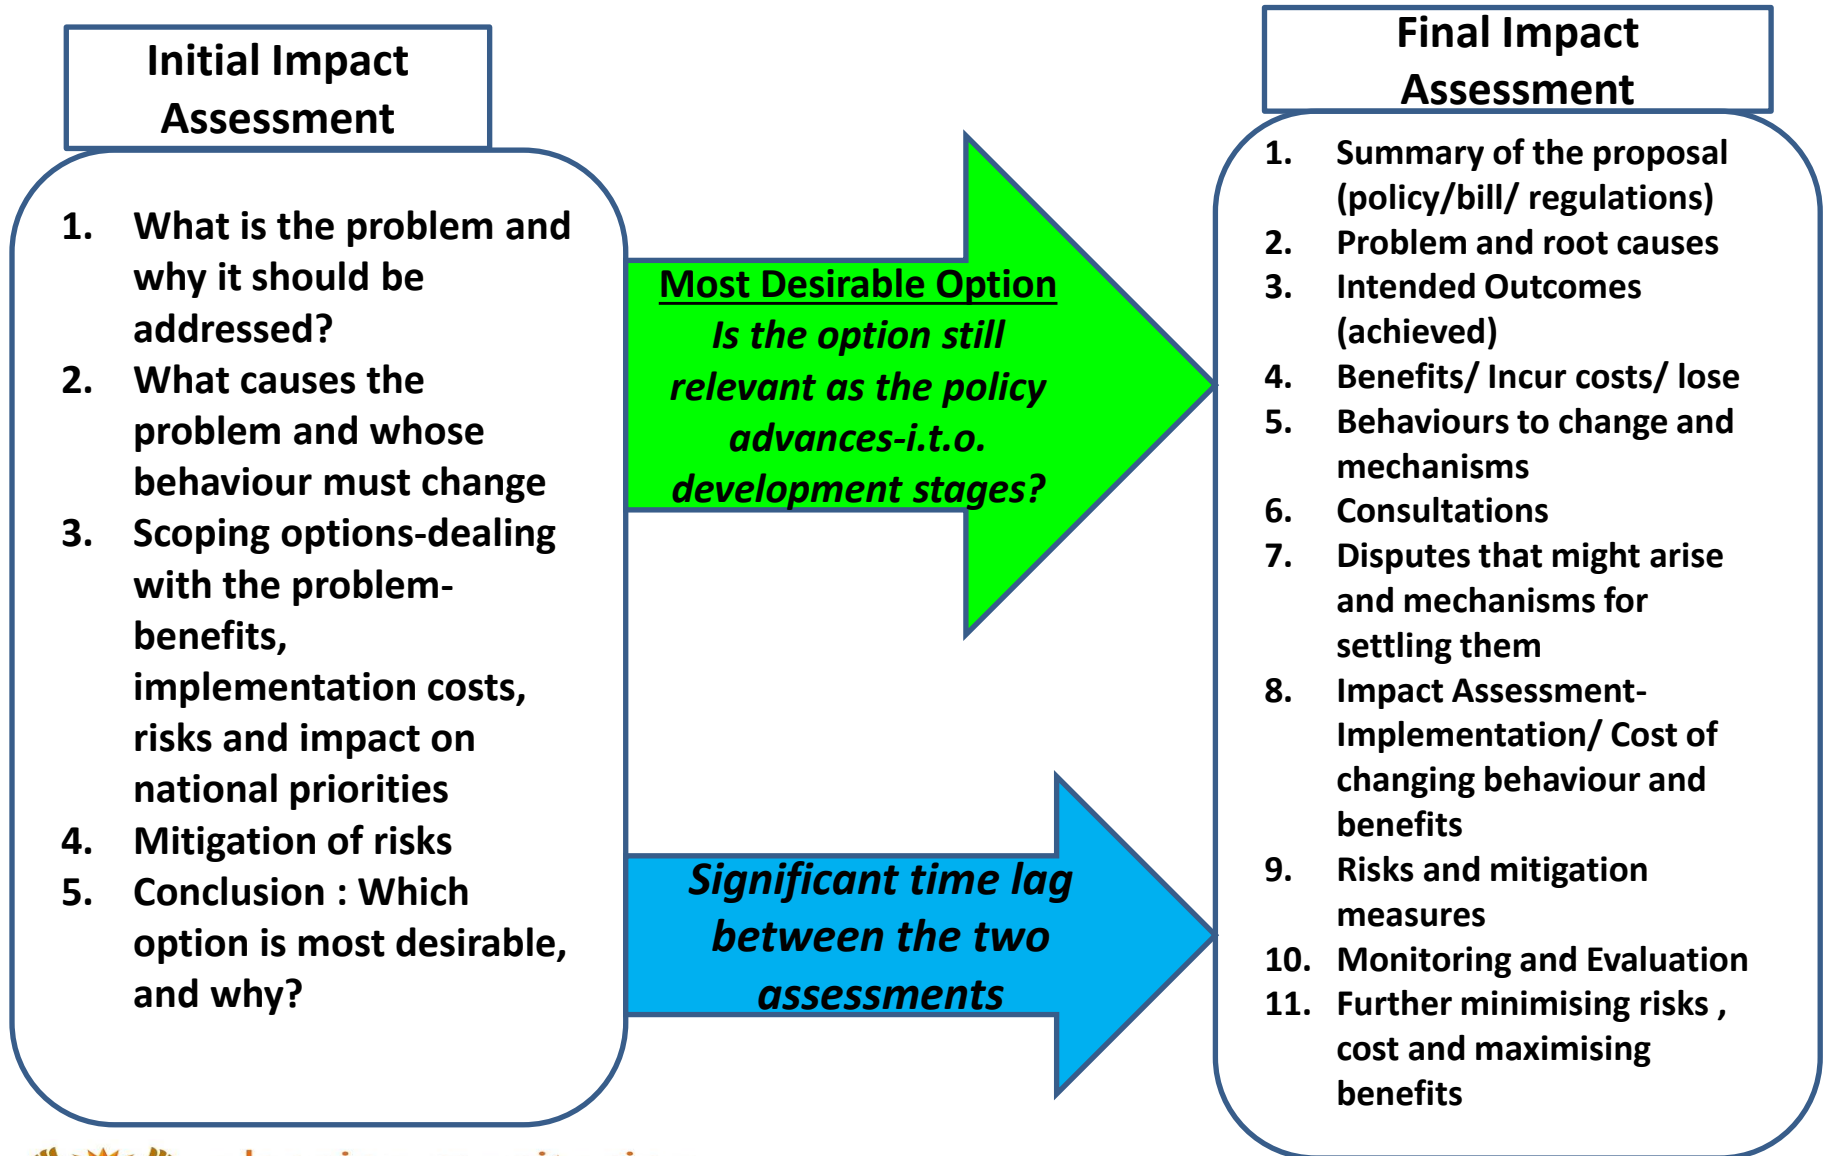 Initial Impact
Assessment
1. What is the problem and
why it should be
addressed?
2. What causes the
problem and whose
behaviour must change
3. Scoping options-dealing
with the problem-
benefits,
implementation costs,
risks and impact on
national priorities
4. Mitigation of risks
5. Conclusion : Which
option is most desirable,
and why?
Most Desirable Option
Is the option still
relevant as the policy
advances-i.t.o.
development stages?
Significant time lag
between the two
assessments
Final Impact
Assessment
1. Summary of the proposal
(policy/bill/ regulations)
2. Problem and root causes
3. Intended Outcomes
(achieved)
4. Benefits/ Incur costs/ lose
5. Behaviours to change and
mechanisms
6. Consultations
7. Disputes that might arise
and mechanisms for
settling them
8. Impact Assessment-
Implementation/ Cost of
changing behaviour and
benefits
9. Risks and mitigation
measures
10. Monitoring and Evaluation
11. Further minimising risks ,
cost and maximising
benefits